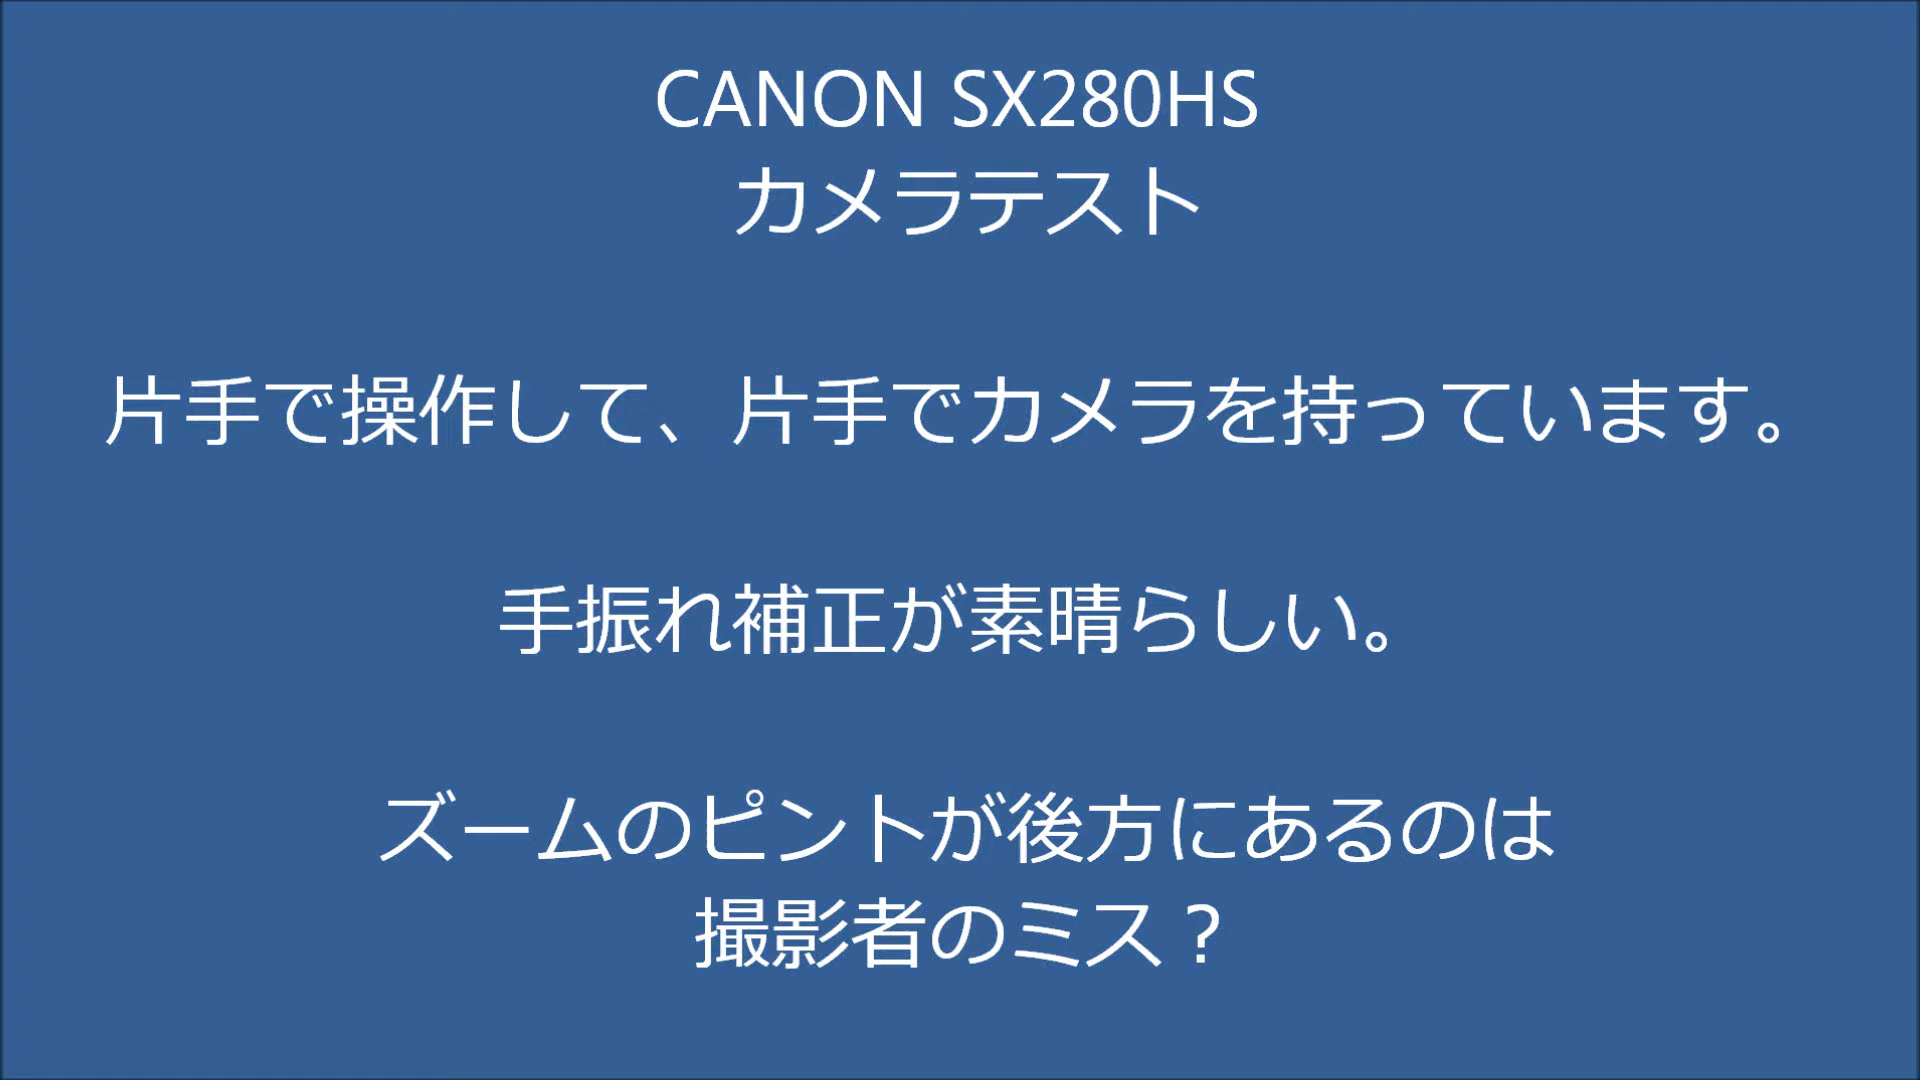 CANON SX280HS
カメラテスト
片手で操作して、片手でカメラを持っています。
手振れ補正が素晴らしい。
ズームのピントが後方にあるのは
撮影者のミス？